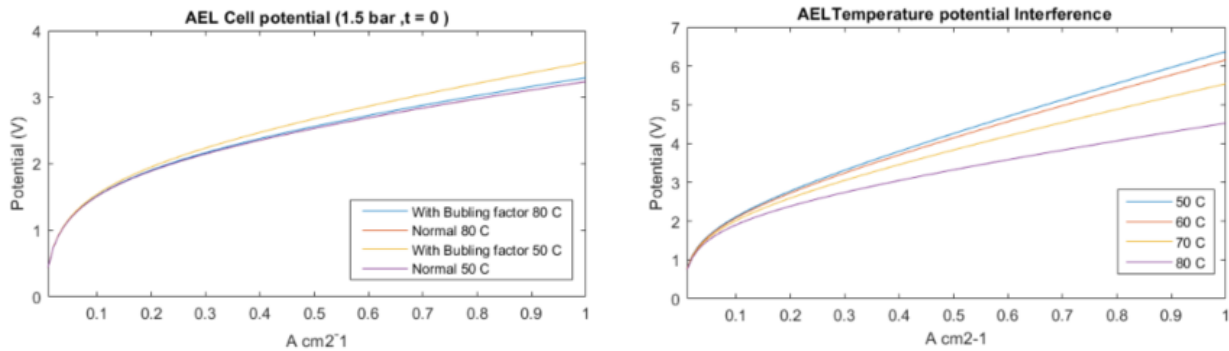 AEL Cell potential (1.5 bar ,t = 0 )
4
3
2
1
0
Potential (V)
0.1 0.2 0.3 0.4 0.5 0.6 0.7 0.8 0.9 1
A cm2ˉ1
With Bubling factor 80 C
Normal 80 C
With Bubling factor 50 C
Normal 50 C
AELTemperature potential Interference
7
6
5
4
3
2
1
0
Potential (V)
0.1 0.2 0.3 0.4 0.5 0.6 0.7 0.8 0.9 1
A cm2-1
50 C
60 C
70 C
80 C